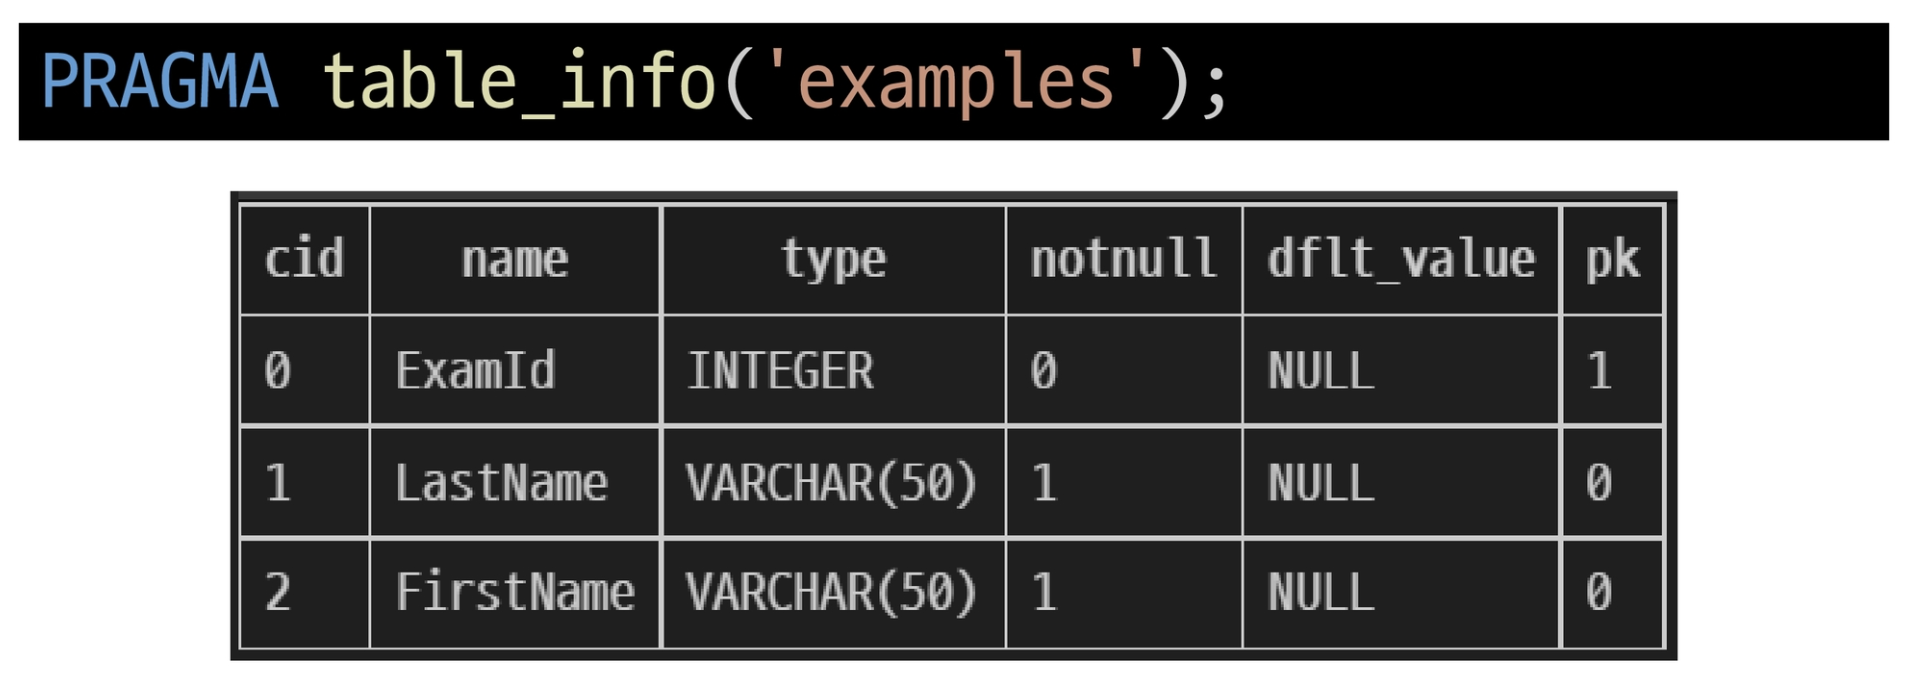 PRAGMA table_info('examples');
cid name type notnull dflt_value pk
0 ExamId INTEGER 0 NULL 1
1 LastName VARCHAR(50) 1 NULL 0
2 FirstName VARCHAR(50) 1 NULL 0